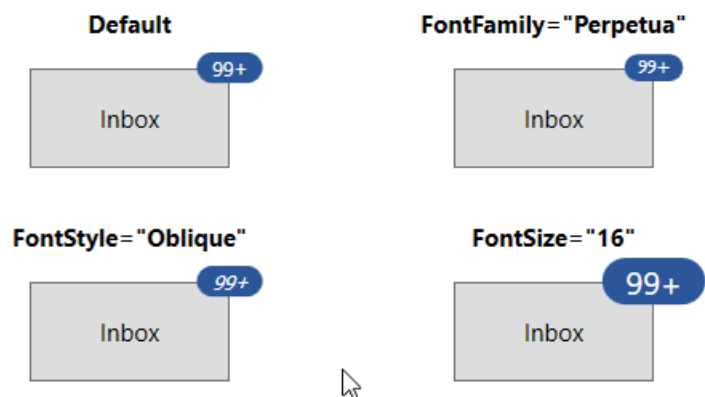 Default
99+
Inbox
FontFamily="Perpetua"
99+
Inbox
FontStyle="Oblique"
99+
Inbox
FontSize="16"
99+
Inbox